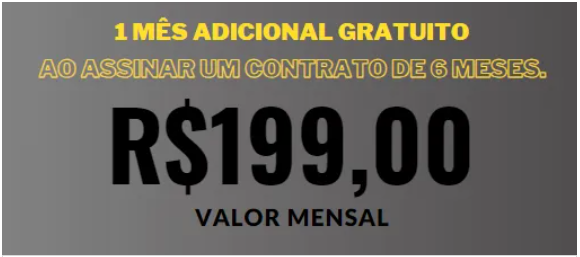 1 MÊS ADICIONAL GRATUITO
AO ASSINAR UM CONTRATO DE 6 MESES.
R$199,00
VALOR MENSAL